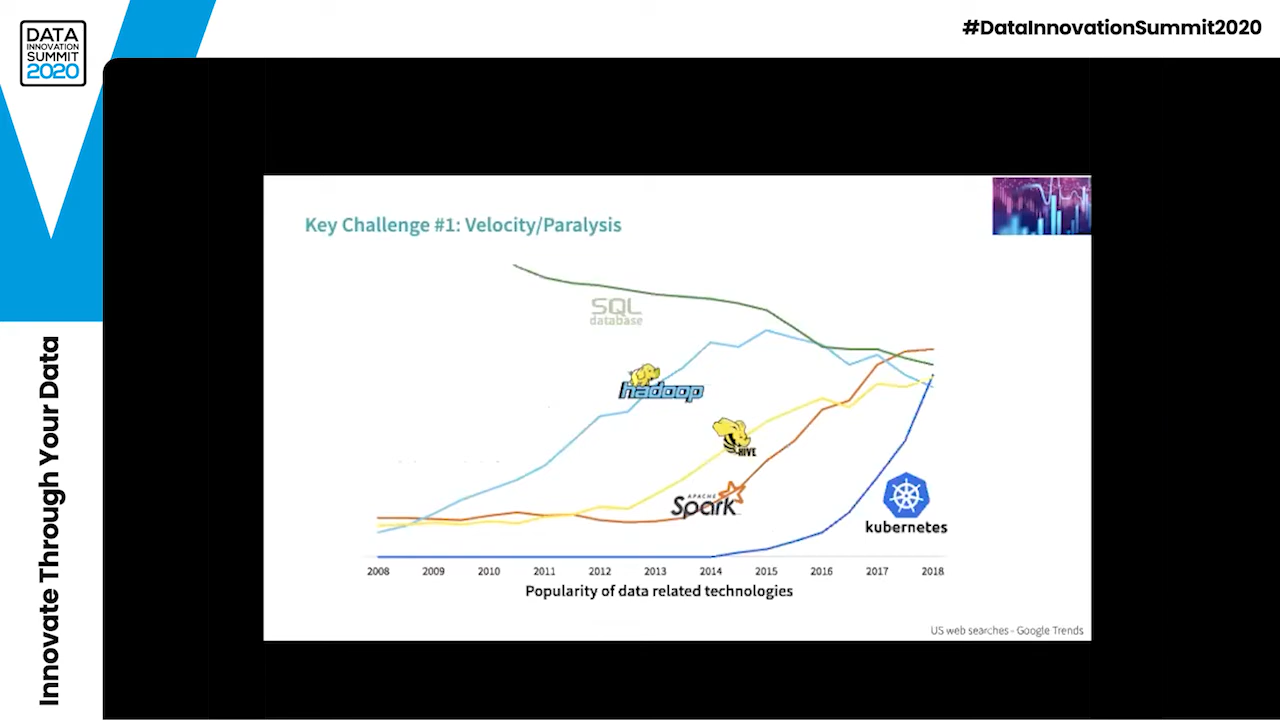 DATA
INNOVATION
SUMMIT
2020
#DataInnovationSummit2020
Innovate Through Your Data
Key Challenge #1: Velocity/Paralysis
SQL
database
hadoop
HIVE
APACHE
Spark
kubernetes
2008 2009 2010 2011 2012 2013 2014 2015 2016 2017 2018
Popularity of data related technologies
US web searches - Google Trends